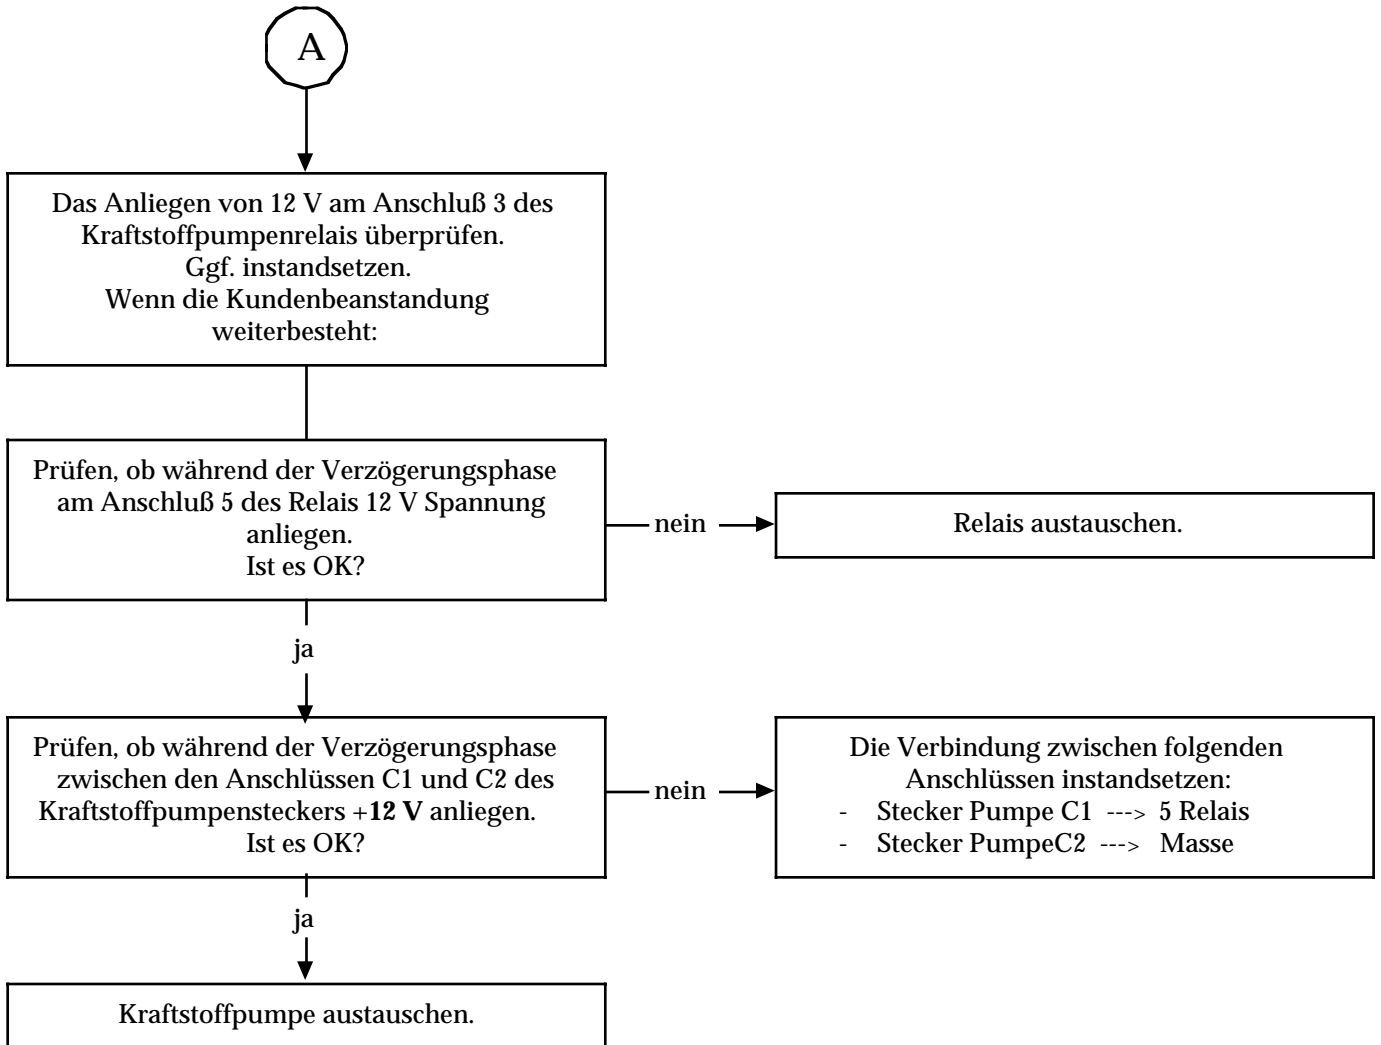 A
Das Anliegen von 12 V am Anschluß 3 des
Kraftstoffpumpenrelais überprüfen.
Ggf. instandsetzen.
Wenn die Kundenbeanstandung
weiterbesteht:
Prüfen, ob während der Verzögerungsphase
am Anschluß 5 des Relais 12 V Spannung
anliegen.
Ist es OK?
nein
Relais austauschen.
ja
Prüfen, ob während der Verzögerungsphase
zwischen den Anschlüssen C1 und C2 des
Kraftstoffpumpensteckers +12 V anliegen.
Ist es OK?
nein
Die Verbindung zwischen folgenden
Anschlüssen instandsetzen:
- Stecker Pumpe C1 ---> 5 Relais
- Stecker PumpeC2 ---> Masse
ja
Kraftstoffpumpe austauschen.